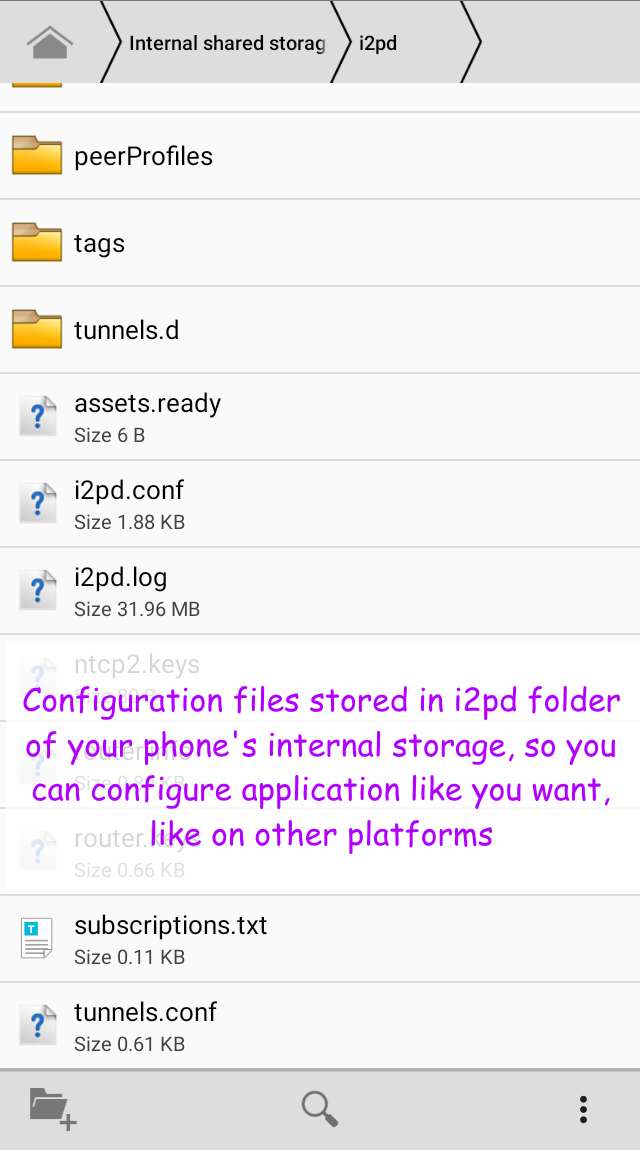 Internal shared storag
i2pd
peerProfiles
tags
tunnels.d
assets.ready
Size 6 B
i2pd.conf
Size 1.88 KB
i2pd.log
Size 31.96 MB
ntcp2.keys
Configuration files stored in i2pd folder
of your phone's internal storage, so you
can configure application like you want,
like on other platforms
router.keys
Size 0.66 KB
subscriptions.txt
Size 0.11 KB
tunnels.conf
Size 0.61 KB